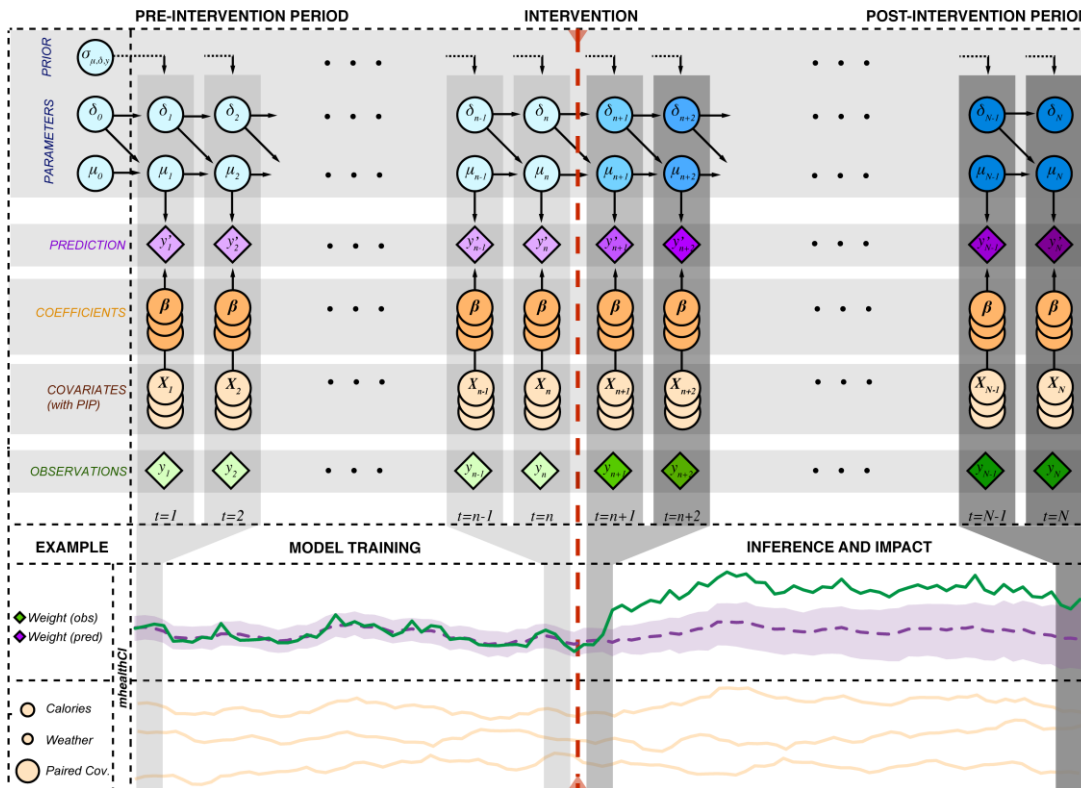 PRE-INTERVENTION PERIOD INTERVENTION POST-INTERVENTION PERIOD
PRIOR
σμ,δ,y
PARAMETERS
δ0 δ1 δ2 • • • δn-1 δn δn+1 δn+2 • • • δN-1 δN
μ0 μ1 μ2 • • • μn-1 μn μn+1 μn+2 • • • μN-1 μN
PREDICTION y'1 y'2 • • • y'n-1 y'n y'n+1 y'n+2 • • • y'N-1 y'N
COEFFICIENTS β β • • • β β β β • • • β β
COVARIATES
(with PIP)
X1 X2 • • • Xn-1 Xn Xn+1 Xn+2 • • • XN-1 XN
OBSERVATIONS y1 y2 • • • yn-1 yn yn+1 yn+2 • • • yN-1 yN
t=1 t=2 t=n-1 t=n t=n+1 t=n+2 t=N-1 t=N
EXAMPLE MODEL TRAINING INFERENCE AND IMPACT
mhealthCI
Weight (obs)
Weight (pred)
Calories
Weather
Paired Cov.